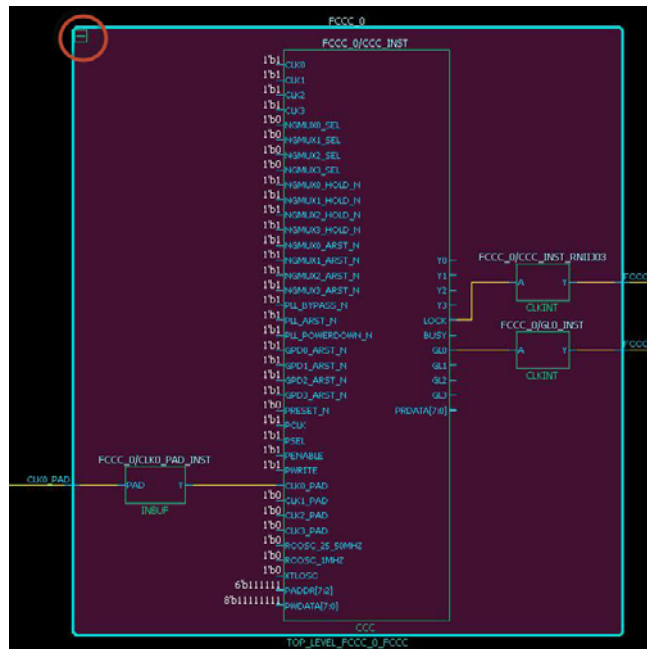 FCCC_0
FCCC_0/CCC_INST
1'b1 CLK0
1'b1 CLK1
1'b1 CLK2
1'b1 CLK3
1'b0 NGMUX0_SEL
1'b0 NGMUX1_SEL
1'b0 NGMUX2_SEL
1'b0 NGMUX3_SEL
1'b1 NGMUX0_HOLD_N
1'b1 NGMUX1_HOLD_N
1'b1 NGMUX2_HOLD_N
1'b1 NGMUX3_HOLD_N
1'b1 NGMUX0_ARST_N
1'b1 NGMUX1_ARST_N Y0
1'b1 NGMUX2_ARST_N Y1
1'b1 NGMUX3_ARST_N Y2
1'b1 PLL_BYPASS_N Y3
1'b1 PLL_ARST_N LOCK
1'b1 PLL_POWERDOWN_N BUSY
1'b1 GPD0_ARST_N GL0
1'b1 GPD1_ARST_N GL1
1'b1 GPD2_ARST_N GL2
1'b1 GPD3_ARST_N GL3
1'b0 PRESET_N PRDATA[7:0]
1'b1 PCLK
1'b1 PSEL
1'b1 PENABLE
1'b1 PWRITE
CLK0_PAD
1'b0 CLK1_PAD
1'b0 CLK2_PAD
1'b0 CLK3_PAD
1'b0 RCOSC_25_50MHZ
1'b0 RCOSC_1MHZ
1'b0 XTLOSC
6'b111111 PADDR[7:2]
8'b11111111 PWDATA[7:0]
CCC
FCCC_0/CCC_INST_RNIIJ03
A Y FCCC
CLKINT
FCCC_0/GL0_INST
A Y FCCC
CLKINT
FCCC_0/CLK0_PAD_INST
CLK0_PAD PAD Y
INBUF
TOP_LEVEL_FCCC_0_FCCC